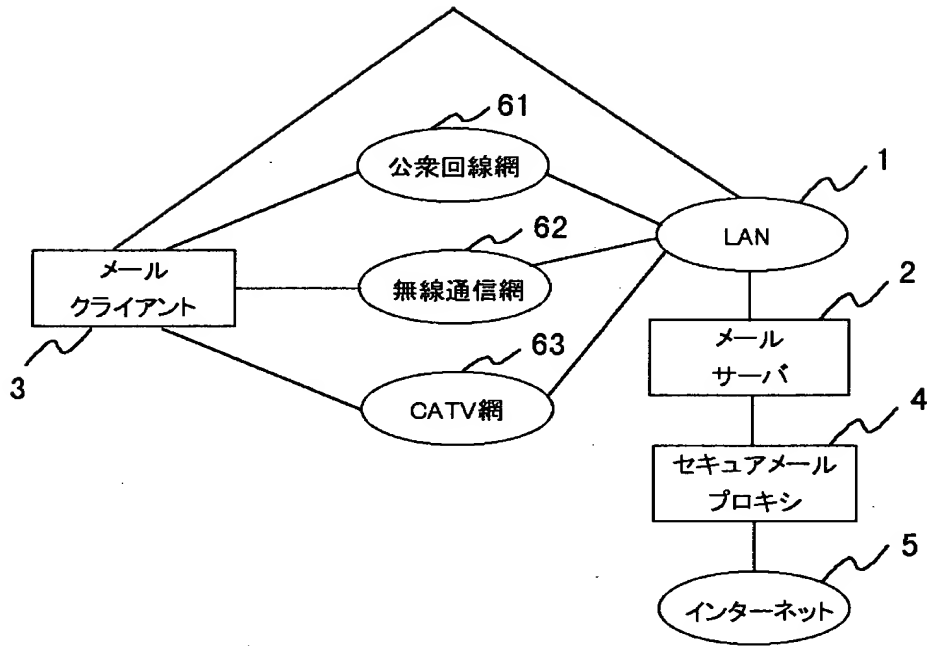 61
公衆回線網
1
LAN
62
無線通信網
メール
クライアント
3
2
メール
サーバ
63
CATV網
4
セキュアメール
プロキシ
5
インターネット